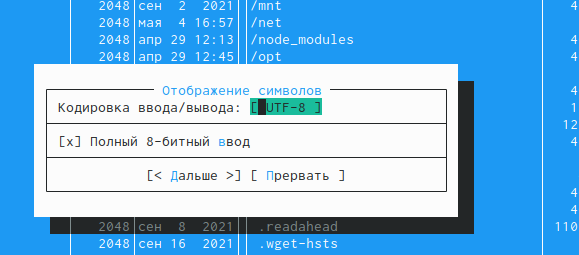 2048 сен 2 2021 /mnt 4
2048 мая 4 16:57 /net
2048 апр 29 12:13 /node_modules 4
2048 апр 29 12:45 /opt 4
Отображение символов 4
Кодировка ввода/вывода: [ UTF-8 ] 1
12
[x] Полный 8-битный ввод 4
[< Дальше >] [ Прервать ]
4
4
2048 сен 8 2021 .readahead 110
2048 сен 16 2021 .wget-hsts